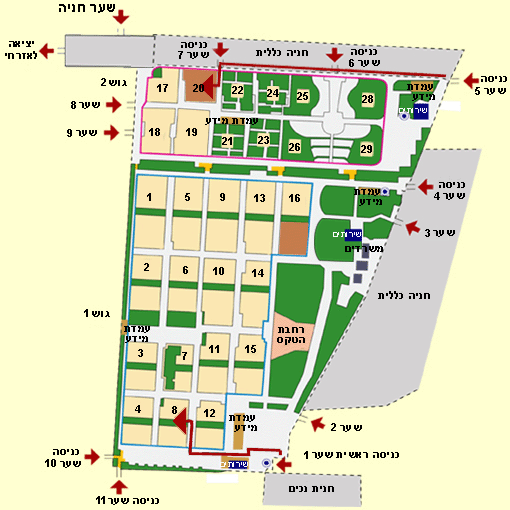 שער חניה
יציאה
לאזרחי
כניסה
שער 7
חניה כללית
כניסה
שער 6
כניסה
שער 5
עמדת
מידע
שירותים
גוש 2
שער 8
שער 9
17
20
22
24
25
28
עמדת מידע
18
19
21
23
26
29
כניסה
שער 4
עמדת
מידע
שער 3
שירותים
משרדים
חניה כללית
1
5
9
13
16
2
6
10
14
גוש 1
רחבת
הטקס
עמדת
מידע
3
7
11
15
4
8
12
עמדת
מידע
שער 2
כניסה ראשית שער 1
שירותים
כניסה
שער 10
כניסה שער 11
חנית נכים